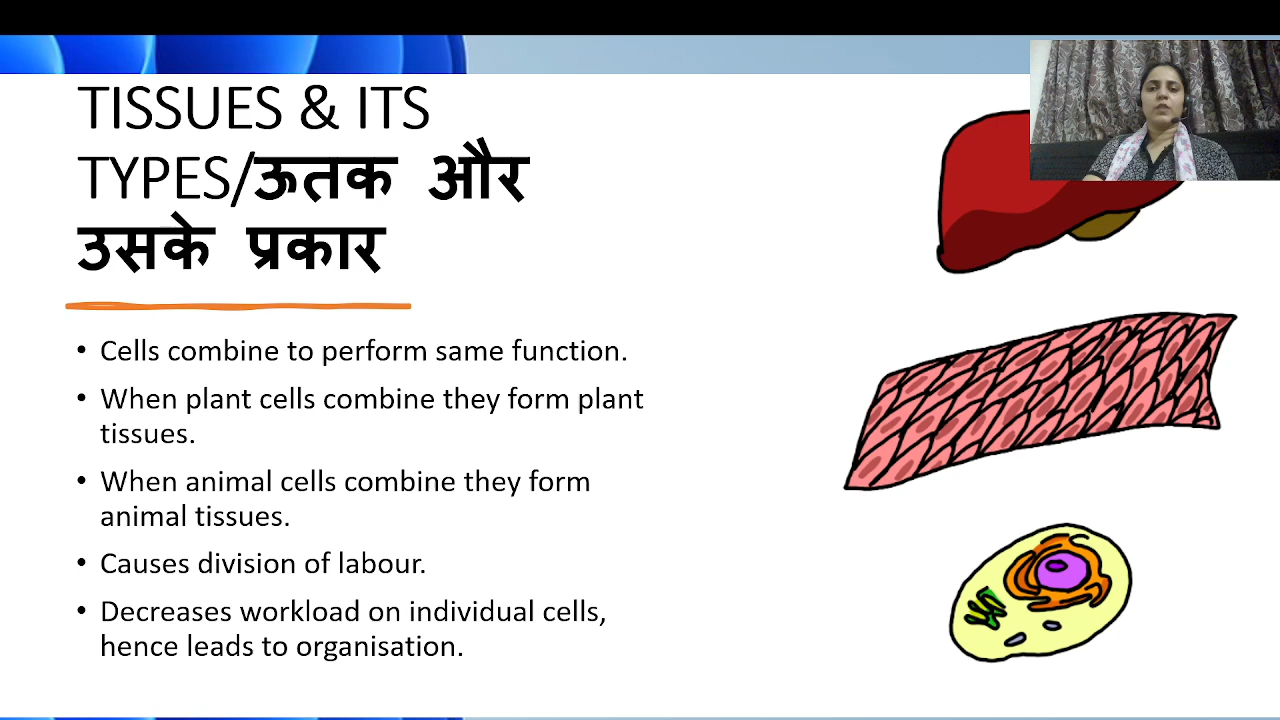 TISSUES & ITS
TYPES/ऊतक और
उसके प्रकार
• Cells combine to perform same function.
• When plant cells combine they form plant
tissues.
• When animal cells combine they form
animal tissues.
• Causes division of labour.
• Decreases workload on individual cells,
hence leads to organisation.